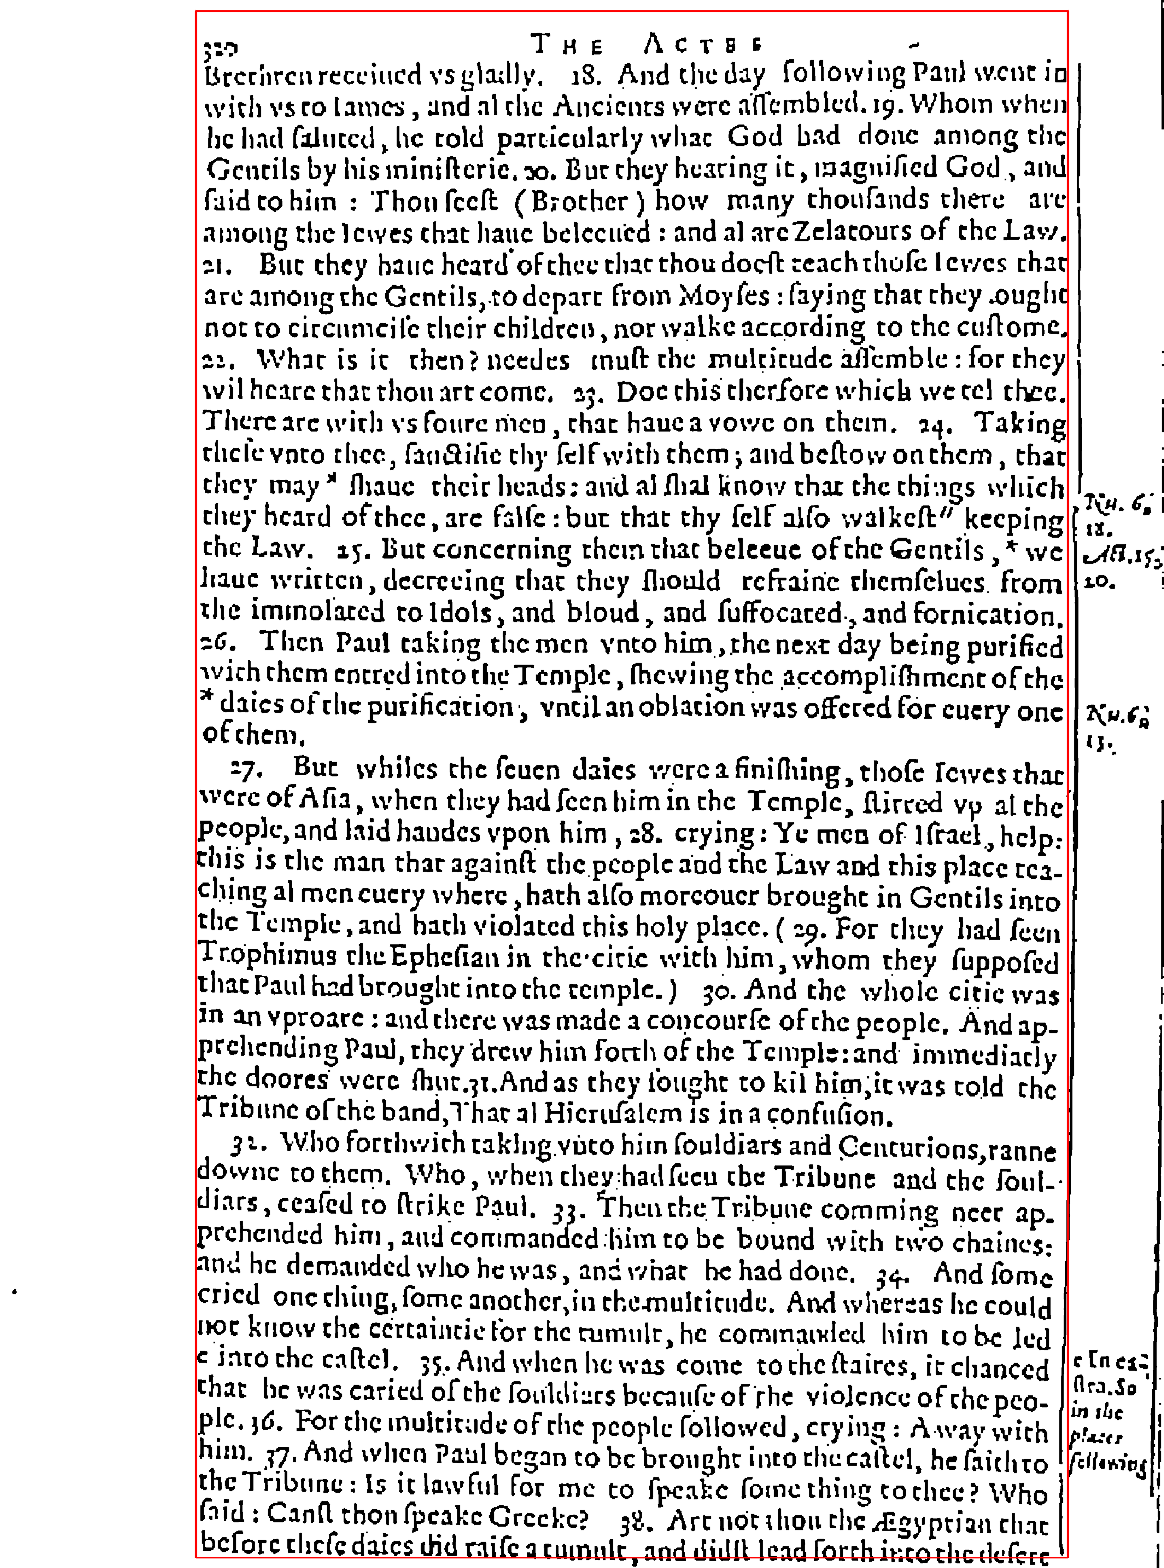 320 THE ACTES
Brethren receiued vs gladly. 18. And the day ſollowing Paul went in
with vs to Iames, and al the Ancients were aſſembled. 19. Whom when
he had ſaluted, he told particularly what God had done among the
Gentils by his miniſterie. 20. But they hearing it, magnified God, and
ſaid to him : Thou ſeeſt (Brother) how many thouſands there are
among the Iewes that haue beleeued : and al are Zelatours of the Law.
21. But they haue heard of thee that thou doeſt teach thoſe Iewes that
are among the Gentils, to depart from Moyſes : ſaying that they ought
not to circumciſe their children, nor walke according to the cuſtome.
22. What is it then? needes muſt the multitude aſſemble : for they
wil heare that thou art come. 23. Doe this therfore which we tel thee.
There are with vs foure men, that haue a vowe on them. 24. Taking
theſe vnto thee, ſanctifie thy ſelf with them ; and beſtow on them, that
they may * ſhaue their heads : and al ſhal know that the things which
they heard of thee, are falſe : but that thy ſelf alſo walkeſt " keeping
the Law. 25. But concerning them that beleeue of the Gentils, * we
haue written, decreeing that they ſhould refraine themſelues from
the immolated to Idols, and bloud, and ſuffocated, and fornication.
26. Then Paul taking the men vnto him, the next day being purified
with them entred into the Temple, ſhewing the accompliſhment of the
* daies of the purification, vntil an oblation was offered for euery one
of them.
27. But whiles the ſeuen daies were a finiſhing, thoſe Iewes that
were of Aſia, when they had ſeen him in the Temple, ſtirred vp al the
people, and laid handes vpon him, 28. crying : Ye men of Iſrael, help:
this is the man that againſt the people and the Law and this place tea-
ching al men euery where, hath alſo moreouer brought in Gentils into
the Temple, and hath violated this holy place. ( 29. For they had ſeen
Trophimus the Epheſian in the citie with him, whom they ſuppoſed
that Paul had brought into the temple. ) 30. And the whole citie was
in an vproare : and there was made a concourſe of the people. And ap-
prehending Paul, they drew him forth of the Temple : and immediatly
the doores were ſhut. 31. And as they ſought to kil him, it was told the
Tribune of the band, That al Hieruſalem is in a confuſion.
32. Who forthwith taking vnto him ſouldiars and Centurions, ranne
downe to them. Who, when they had ſeen the Tribune and the ſoul-
diars, ceaſed to ſtrike Paul. 33. Then the Tribune comming neer ap-
prehended him, and commanded him to be bound with two chaines:
and he demanded who he was, and what he had done. 34. And ſome
cried one thing, ſome another, in the multitude. And whereas he could
not know the certaintie for the tumult, he commanded him to be led
c into the caſtel. 35. And when he was come to the ſtaires, it chanced
that he was caried of the ſouldiars becauſe of the violence of the peo-
ple. 36. For the multitude of the people followed, crying : Away with
him. 37. And when Paul began to be brought into the caſtel, he ſaith to
the Tribune : Is it lawful for me to ſpeake ſome thing to thee? Who
ſaid : Canſt thou ſpeake Greeke? 38. Art not thou the Ægyptian that
before theſe daies did raiſe a tumult, and didſt lead forth into the deſert
Nu. 6,
18.
Act. 15,
20.
Nu. 6,
13.
c In ca-
ſtra. So
in the
places
following